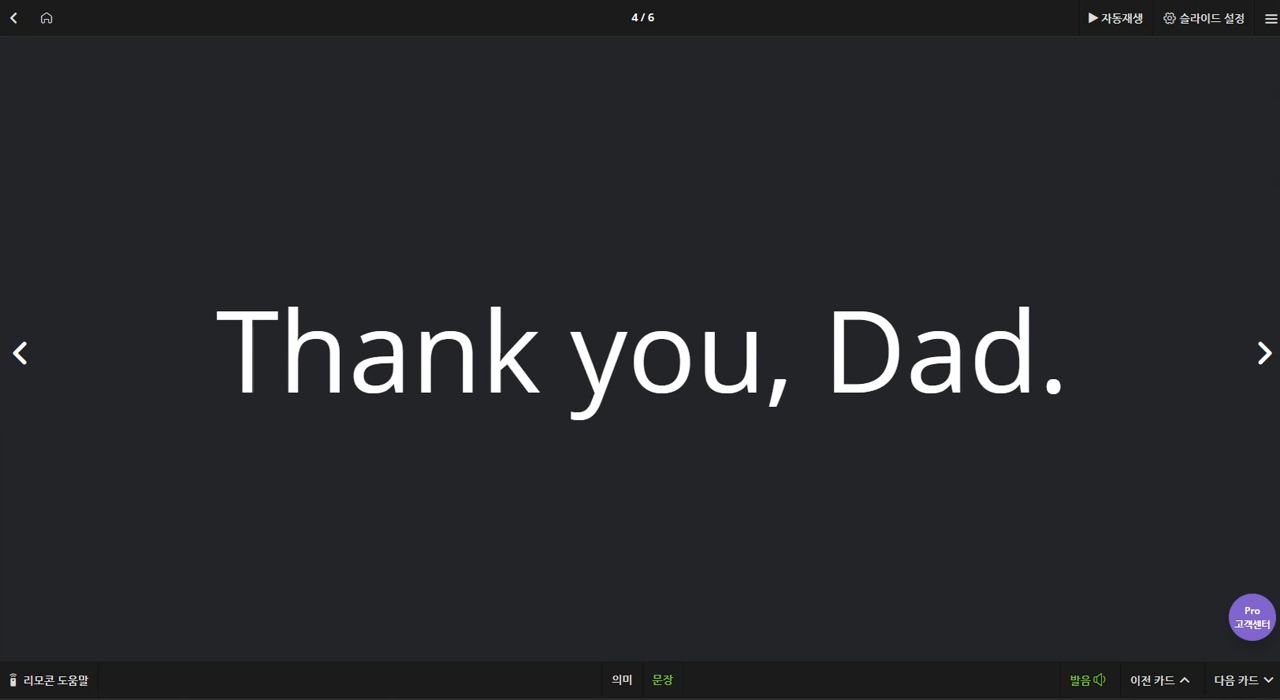 4 / 6
자동재생
슬라이드 설정
Thank you, Dad.
Pro
고객센터
리모콘 도움말
의미
문장
발음
이전 카드
다음 카드